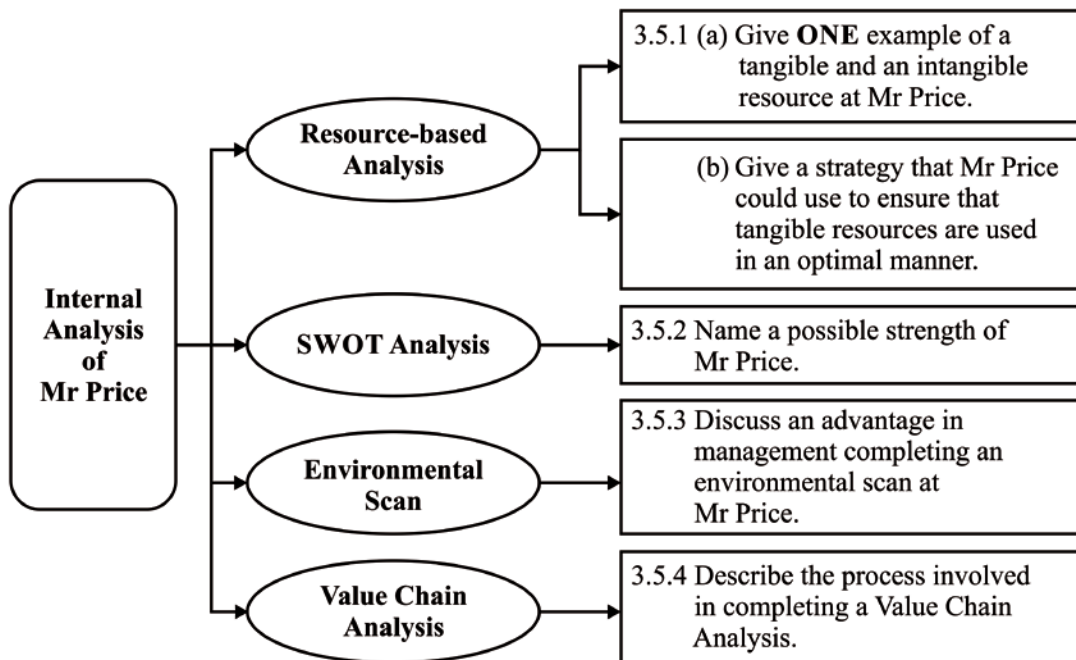 Internal
Analysis
of
Mr Price
Resource-based
Analysis
3.5.1 (a) Give ONE example of a
tangible and an intangible
resource at Mr Price.
(b) Give a strategy that Mr Price
could use to ensure that
tangible resources are used
in an optimal manner.
SWOT Analysis
3.5.2 Name a possible strength of
Mr Price.
Environmental
Scan
3.5.3 Discuss an advantage in
management completing an
environmental scan at
Mr Price.
Value Chain
Analysis
3.5.4 Describe the process involved
in completing a Value Chain
Analysis.